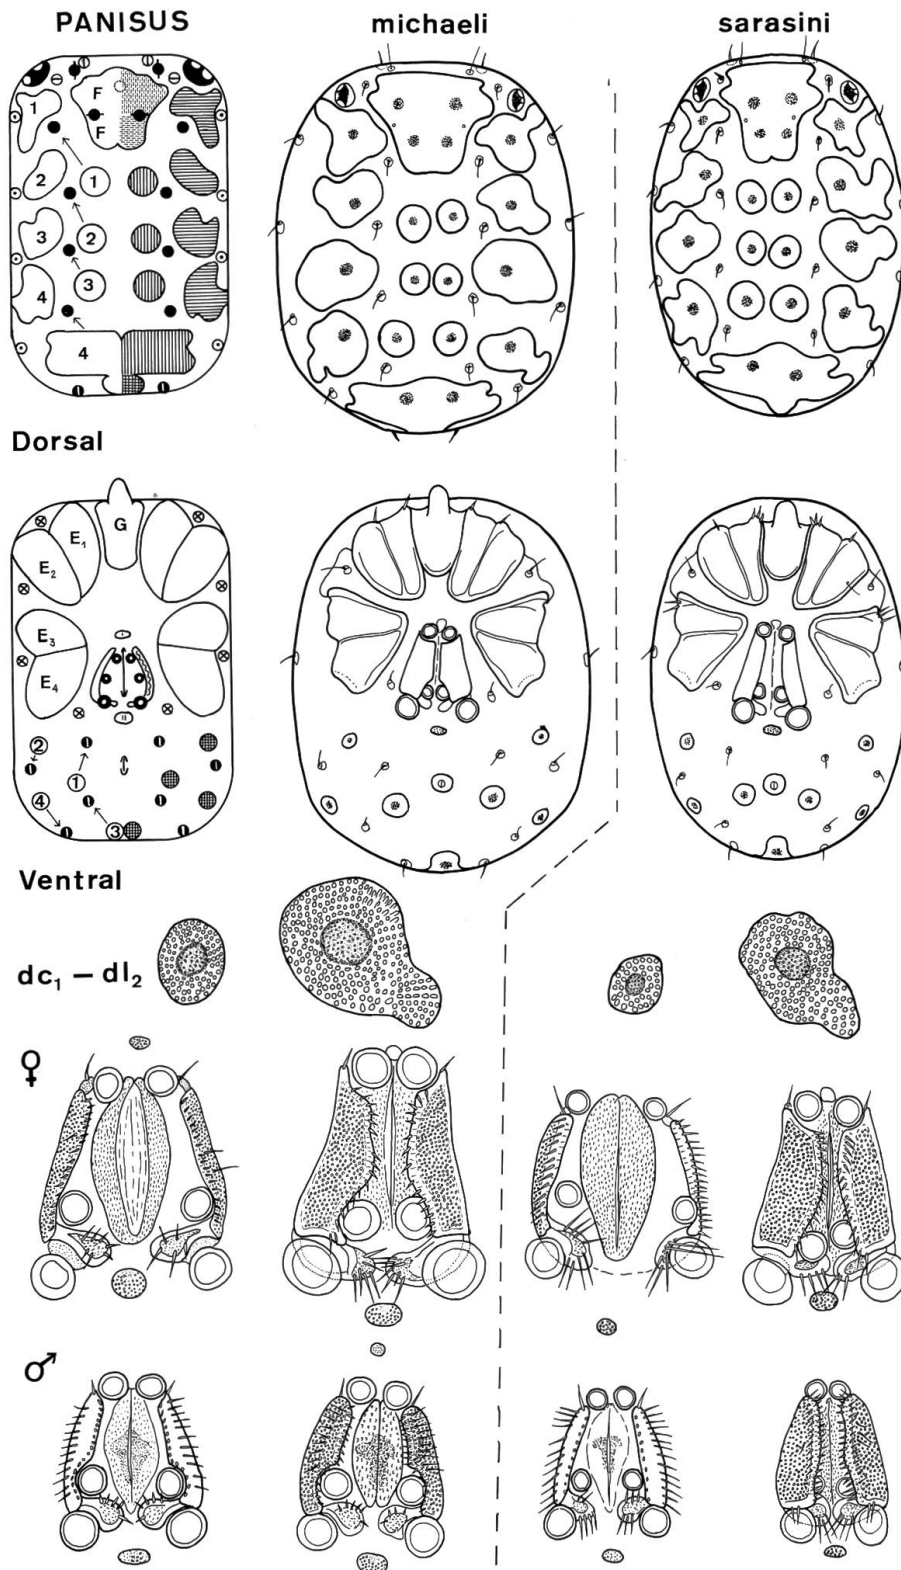 PANISUS michaeli sarasini
F
1 F
2 1
3 2
4 3
4
Dorsal
G
E1
E2
E3
I
E4
II
2
1
4
3
Ventral
dc1 – dl2
♀
♂